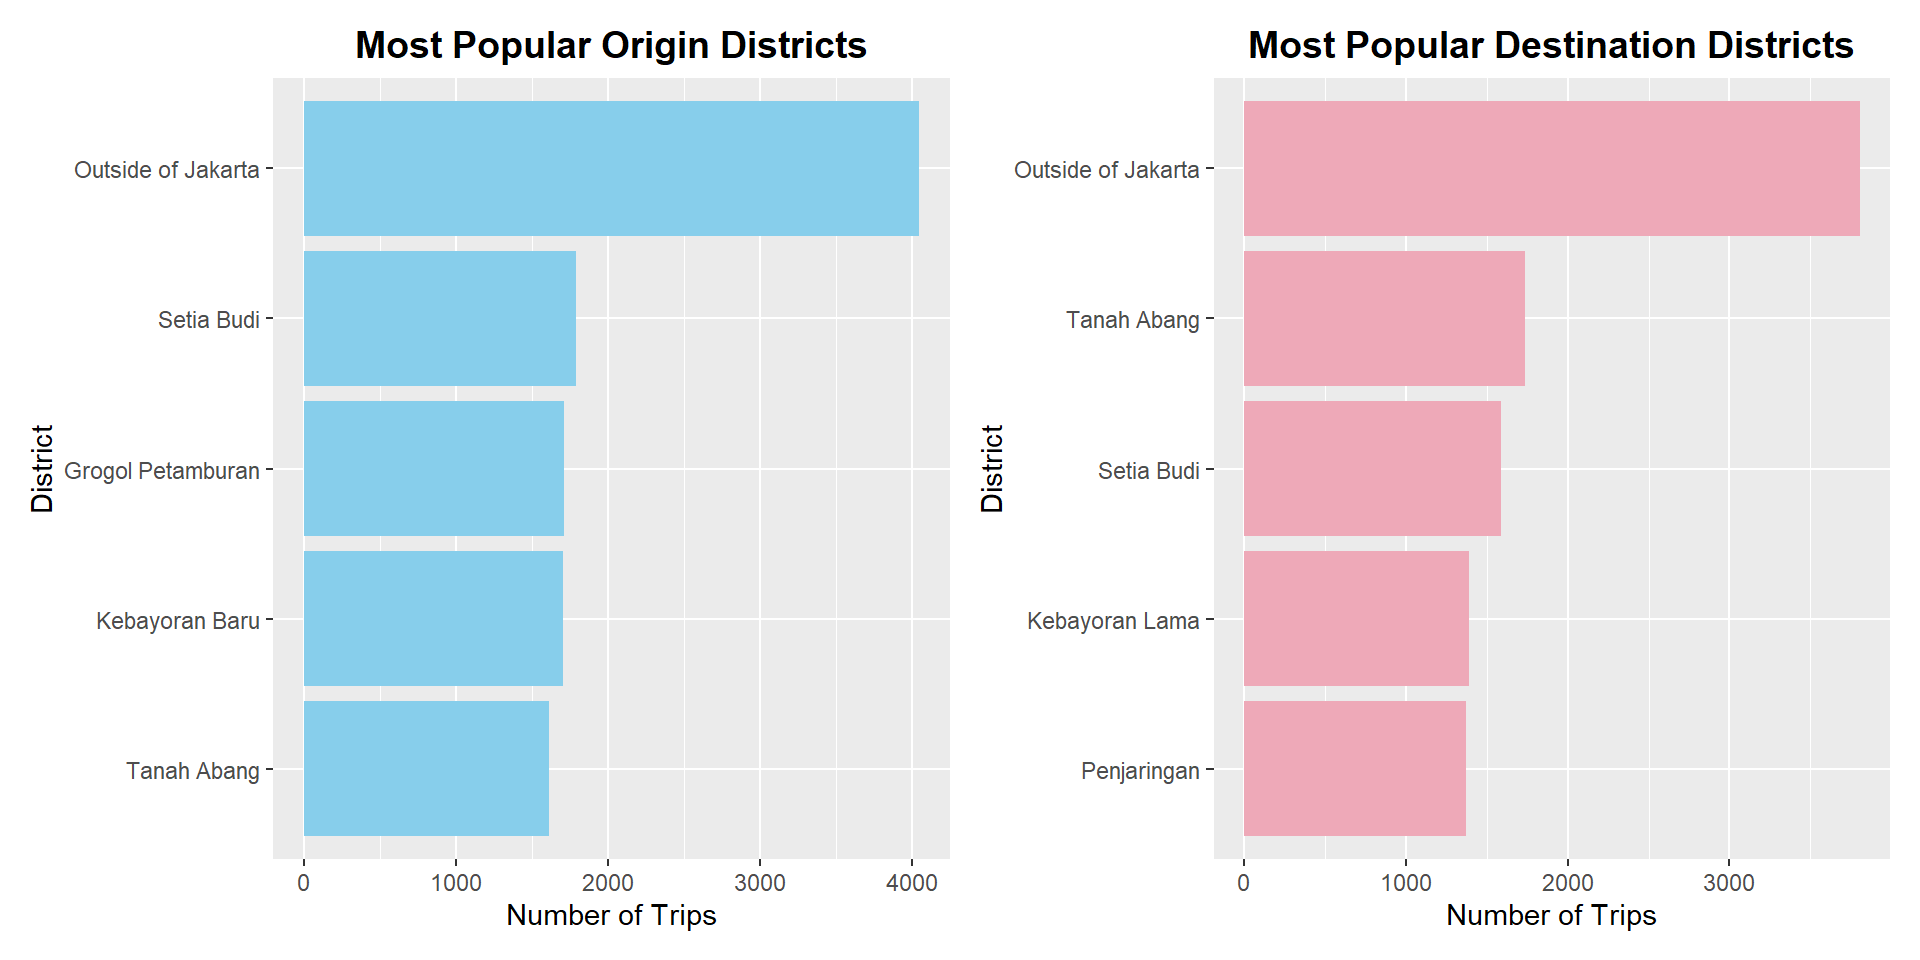 Most Popular Origin Districts
Outside of Jakarta
Setia Budi
Grogol Petamburan
Kebayoran Baru
Tanah Abang
District
0 1000 2000 3000 4000
Number of Trips
Most Popular Destination Districts
Outside of Jakarta
Tanah Abang
Setia Budi
Kebayoran Lama
Penjaringan
District
0 1000 2000 3000
Number of Trips